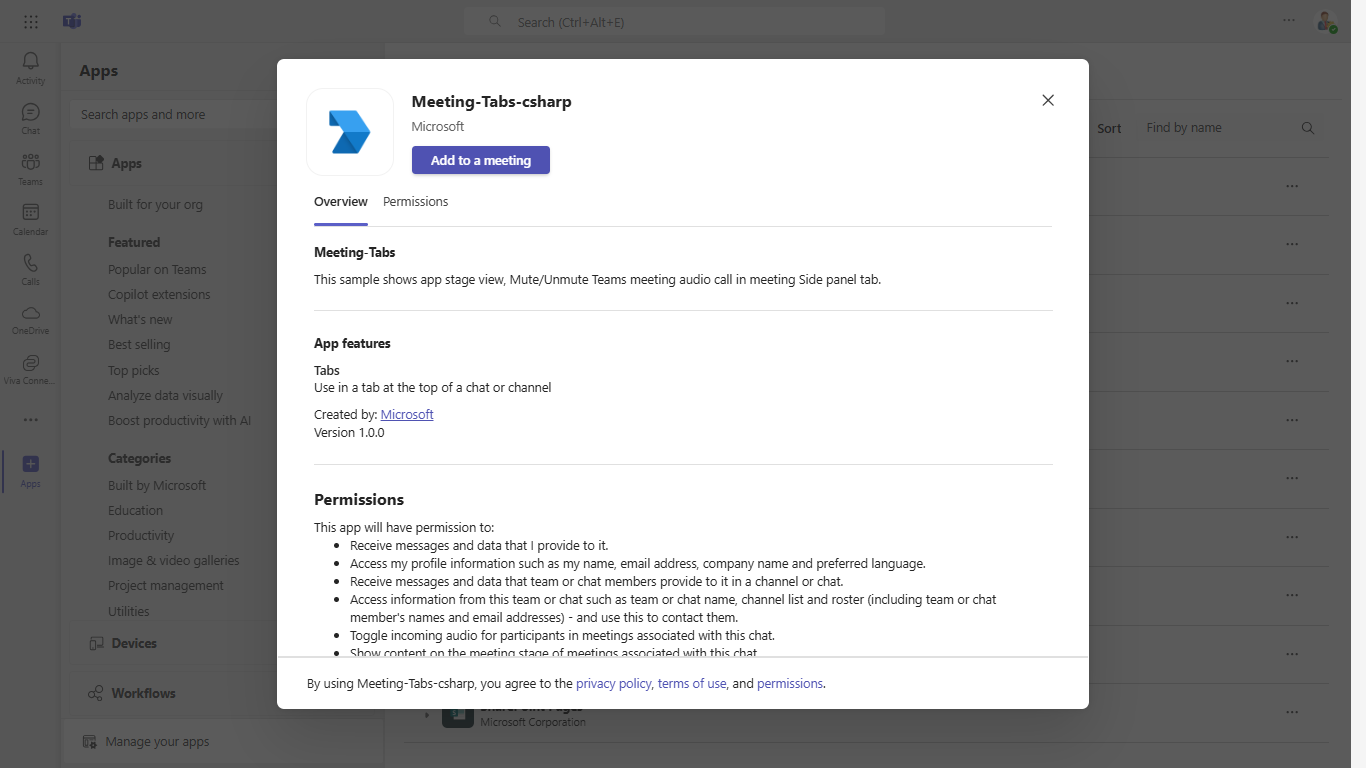 Search (Ctrl+Alt+E)
Activity
Chat
Teams
Calendar
Calls
OneDrive
Viva Conne...
Apps
Apps
Search apps and more
Apps
Built for your org
Featured
Popular on Teams
Copilot extensions
What's new
Best selling
Top picks
Analyze data visually
Boost productivity with AI
Categories
Built by Microsoft
Education
Productivity
Image & video galleries
Project management
Utilities
Devices
Workflows
Manage your apps
Sort
Find by name
Meeting-Tabs-csharp
Microsoft
Add to a meeting
Overview
Permissions
Meeting-Tabs
This sample shows app stage view, Mute/Unmute Teams meeting audio call in meeting Side panel tab.
App features
Tabs
Use in a tab at the top of a chat or channel
Created by: Microsoft
Version 1.0.0
Permissions
This app will have permission to:
Receive messages and data that I provide to it.
Access my profile information such as my name, email address, company name and preferred language.
Receive messages and data that team or chat members provide to it in a channel or chat.
Access information from this team or chat such as team or chat name, channel list and roster (including team or chat
member's names and email addresses) - and use this to contact them.
Toggle incoming audio for participants in meetings associated with this chat.
Show content on the meeting stage of meetings associated with this chat
By using Meeting-Tabs-csharp, you agree to the privacy policy, terms of use, and permissions.
SharePoint Pages
Microsoft Corporation